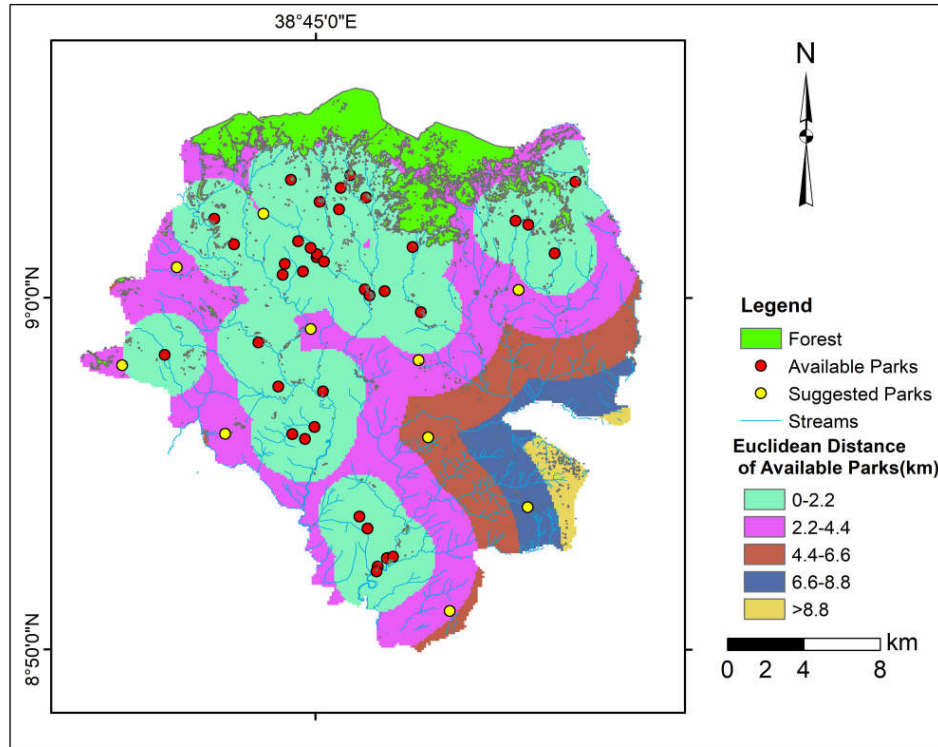 38°45'0"E
N
9°0'0"N
8°50'0"N
Legend
Forest
Available Parks
Suggested Parks
Streams
Euclidean Distance
of Available Parks(km)
0-2.2
2.2-4.4
4.4-6.6
6.6-8.8
>8.8
km
0 2 4 8